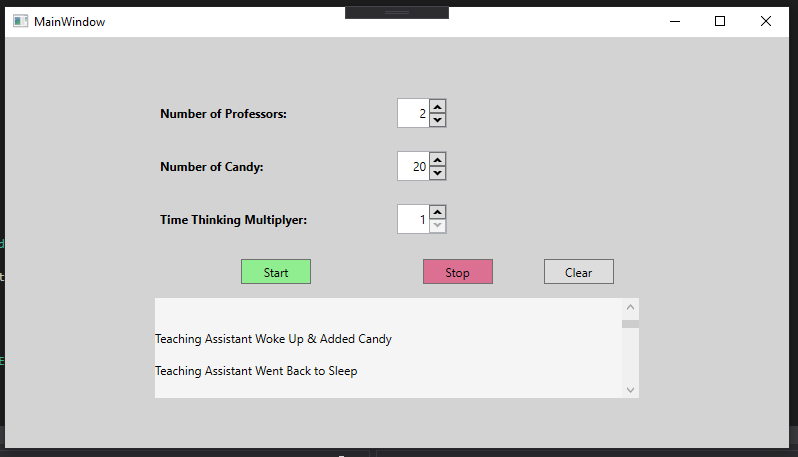 MainWindow
Number of Professors: 2
Number of Candy: 20
Time Thinking Multiplyer: 1
Start Stop Clear
Teaching Assistant Woke Up & Added Candy
Teaching Assistant Went Back to Sleep